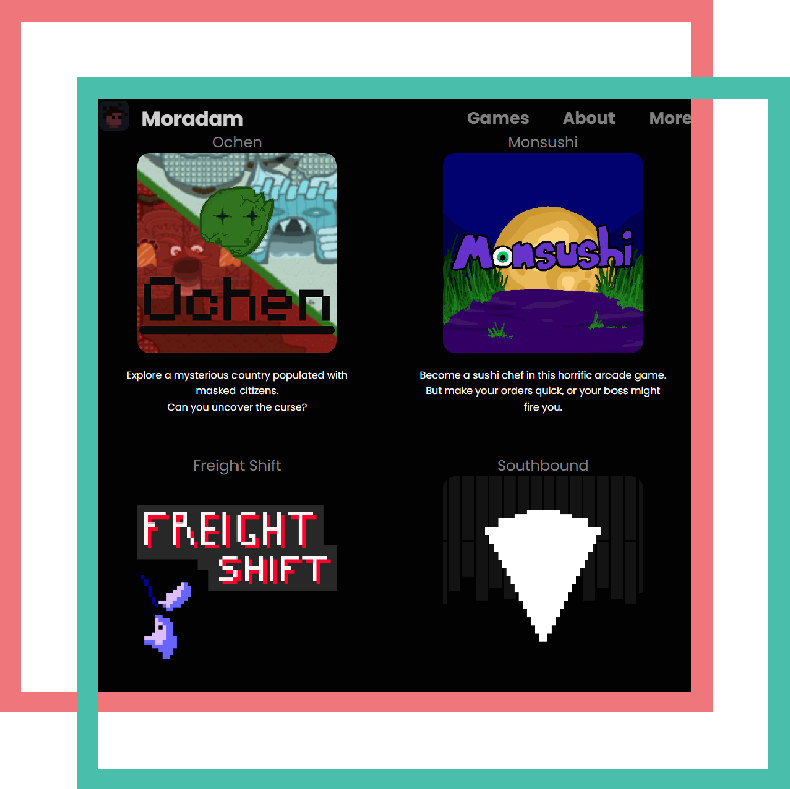 Moradam Games About More
Ochen Monsushi
Ochen
Monsushi
Explore a mysterious country populated with
masked citizens.
Can you uncover the curse?
Become a sushi chef in this horrific arcade game.
But make your orders quick, or your boss might
fire you.
Freight Shift Southbound
FREIGHT
SHIFT